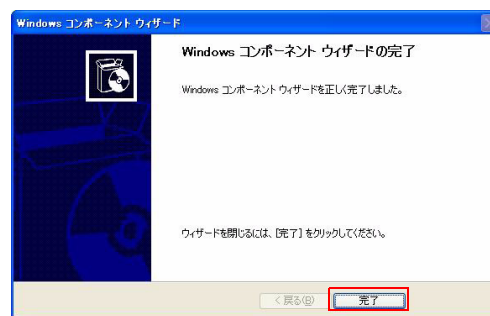 Windows コンポーネント ウィザード
Windows コンポーネント ウィザードの完了
Windows コンポーネント ウィザードを正しく完了しました。
ウィザードを閉じるには、[完了] をクリックしてください。
< 戻る(B)
完了